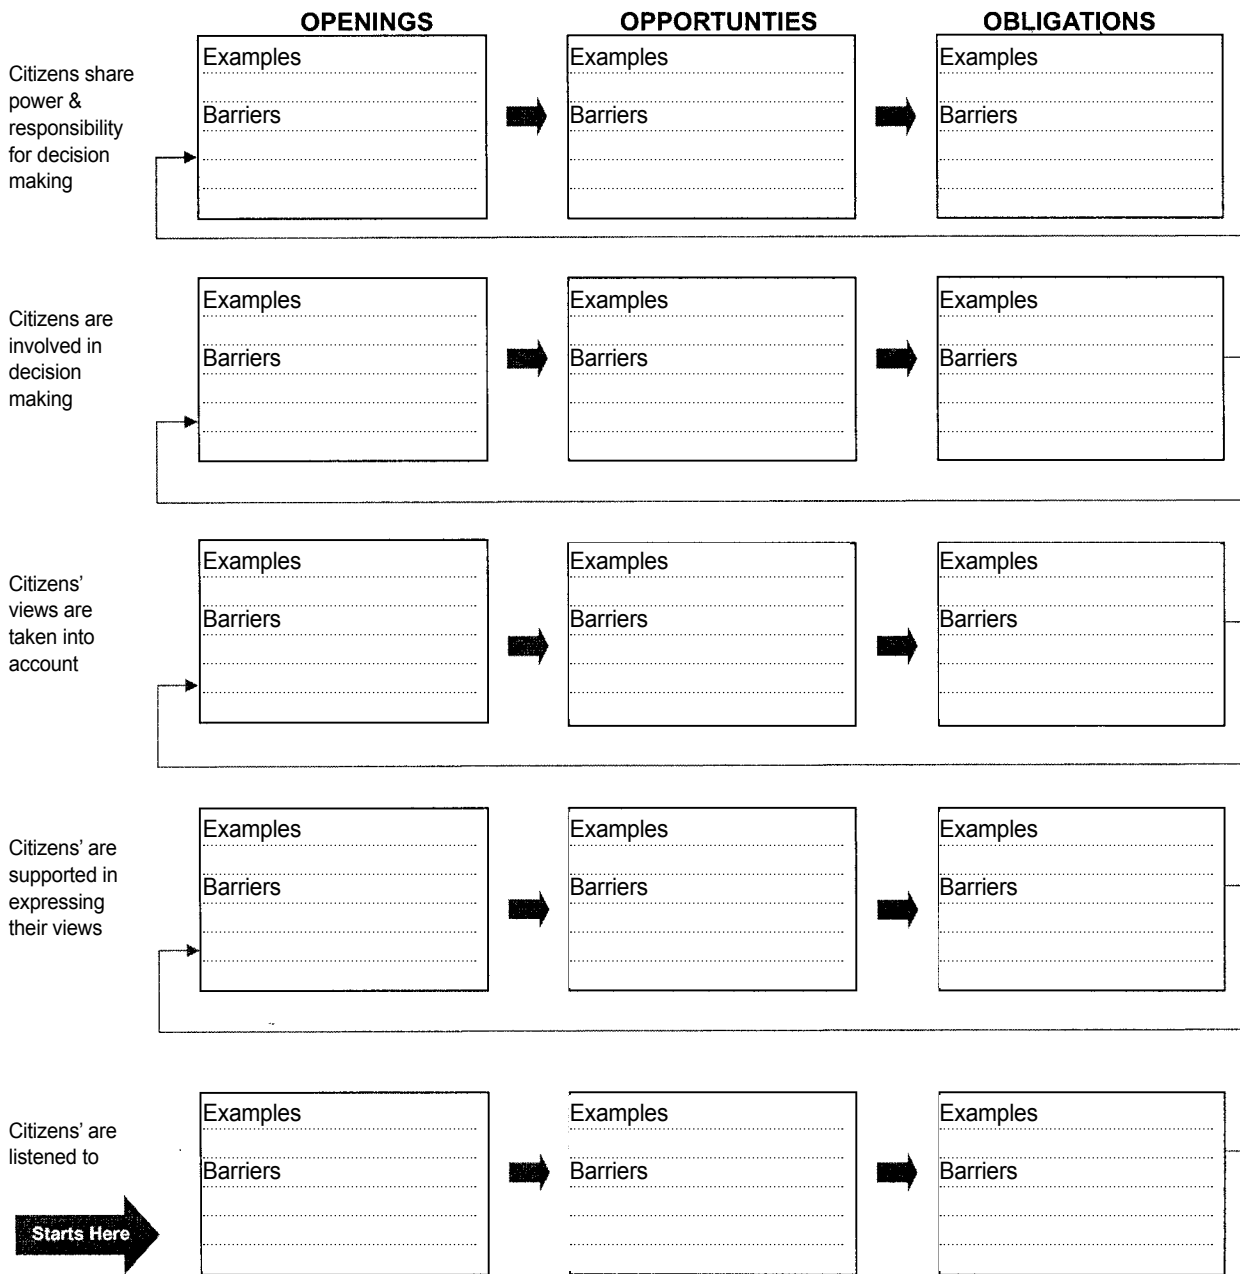 OPENINGS OPPORTUNTIES OBLIGATIONS
Citizens share
power &
responsibility
for decision
making
Examples
Barriers
Examples
Barriers
Examples
Barriers
Citizens are
involved in
decision
making
Examples
Barriers
Examples
Barriers
Examples
Barriers
Citizens’
views are
taken into
account
Examples
Barriers
Examples
Barriers
Examples
Barriers
Citizens’ are
supported in
expressing
their views
Examples
Barriers
Examples
Barriers
Examples
Barriers
Citizens’ are
listened to
Starts Here
Examples
Barriers
Examples
Barriers
Examples
Barriers